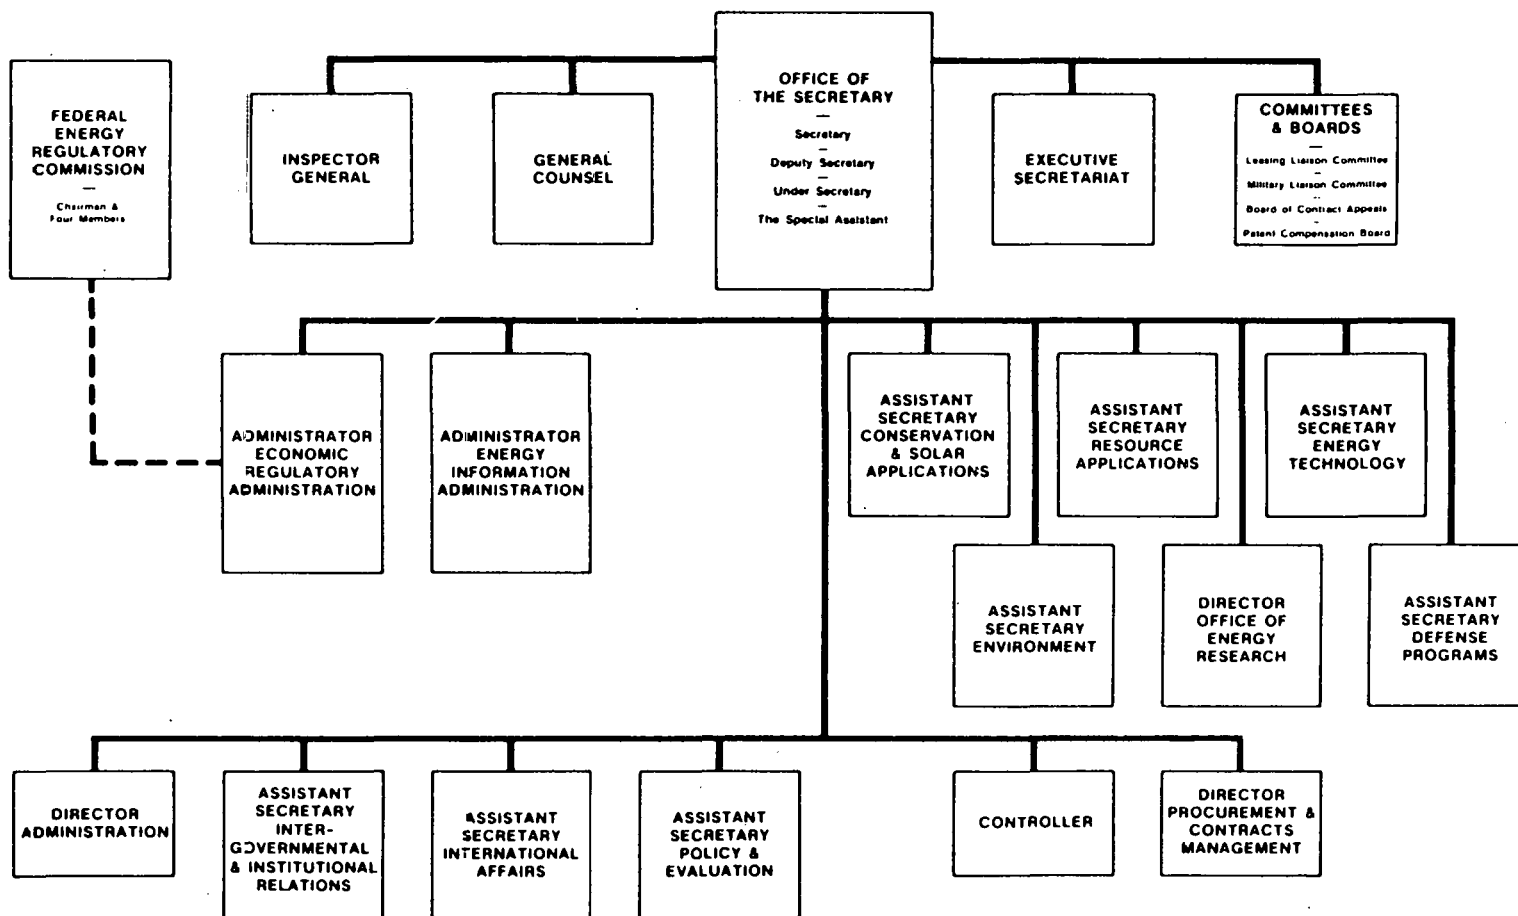 FEDERAL
ENERGY
REGULATORY
COMMISSION
Chairman &
Four Members
INSPECTOR
GENERAL
GENERAL
COUNSEL
OFFICE OF
THE SECRETARY
Secretary
Deputy Secretary
Under Secretary
The Special Assistant
EXECUTIVE
SECRETARIAT
COMMITTEES
& BOARDS
Leasing Liaison Committee
Military Liaison Committee
Board of Contract Appeals
Patent Compensation Board
ADMINISTRATOR
ECONOMIC
REGULATORY
ADMINISTRATION
ADMINISTRATOR
ENERGY
INFORMATION
ADMINISTRATION
ASSISTANT
SECRETARY
CONSERVATION
& SOLAR
APPLICATIONS
ASSISTANT
SECRETARY
RESOURCE
APPLICATIONS
ASSISTANT
SECRETARY
ENERGY
TECHNOLOGY
ASSISTANT
SECRETARY
ENVIRONMENT
DIRECTOR
OFFICE OF
ENERGY
RESEARCH
ASSISTANT
SECRETARY
DEFENSE
PROGRAMS
DIRECTOR
ADMINISTRATION
ASSISTANT
SECRETARY
INTER-
GOVERNMENTAL
& INSTITUTIONAL
RELATIONS
ASSISTANT
SECRETARY
INTERNATIONAL
AFFAIRS
ASSISTANT
SECRETARY
POLICY &
EVALUATION
CONTROLLER
DIRECTOR
PROCUREMENT &
CONTRACTS
MANAGEMENT